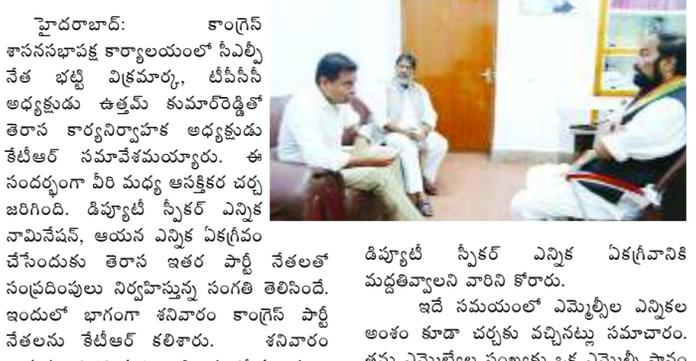 హైదరాబాద్: కాంగ్రెస్
శాసనసభాపక్ష కార్యాలయంలో సీఎల్పీ
నేత భట్టి విక్రమార్క, టీపీసీసీ
అధ్యక్షుడు ఉత్తమ్ కుమార్‌రెడ్డితో
తెరాస కార్యనిర్వాహక అధ్యక్షుడు
కేటీఆర్ సమావేశమయ్యారు. ఈ
సందర్భంగా వీరి మధ్య ఆసక్తికర చర్చ
జరిగింది. డిప్యూటీ స్పీకర్ ఎన్నిక
నామినేషన్, ఆయన ఎన్నిక ఏకగ్రీవం
చేసేందుకు తెరాస ఇతర పార్టీ నేతలతో
సంప్రదింపులు నిర్వహిస్తున్న సంగతి తెలిసిందే.
ఇందులో భాగంగా శనివారం కాంగ్రెస్ పార్టీ
నేతలను కేటీఆర్ కలిశారు. శనివారం
డిప్యూటీ స్పీకర్ ఎన్నిక ఏకగ్రీవానికి
మద్దతివ్వాలని వారిని కోరారు.
ఇదే సమయంలో ఎమ్మెల్సీల ఎన్నికల
అంశం కూడా చర్చకు వచ్చినట్లు సమాచారం.